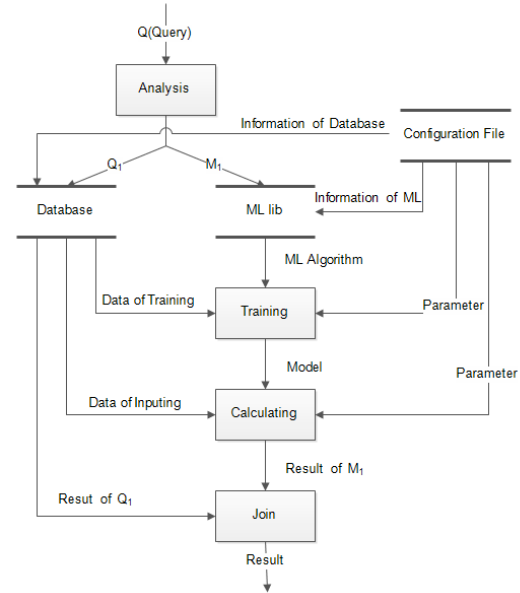 Q(Query)
Analysis
Information of Database
Configuration File
Q1
M1
Information of ML
Database
ML lib
ML Algorithm
Data of Training
Training
Parameter
Model
Parameter
Data of Inputing
Calculating
Result of M1
Resut of Q1
Join
Result